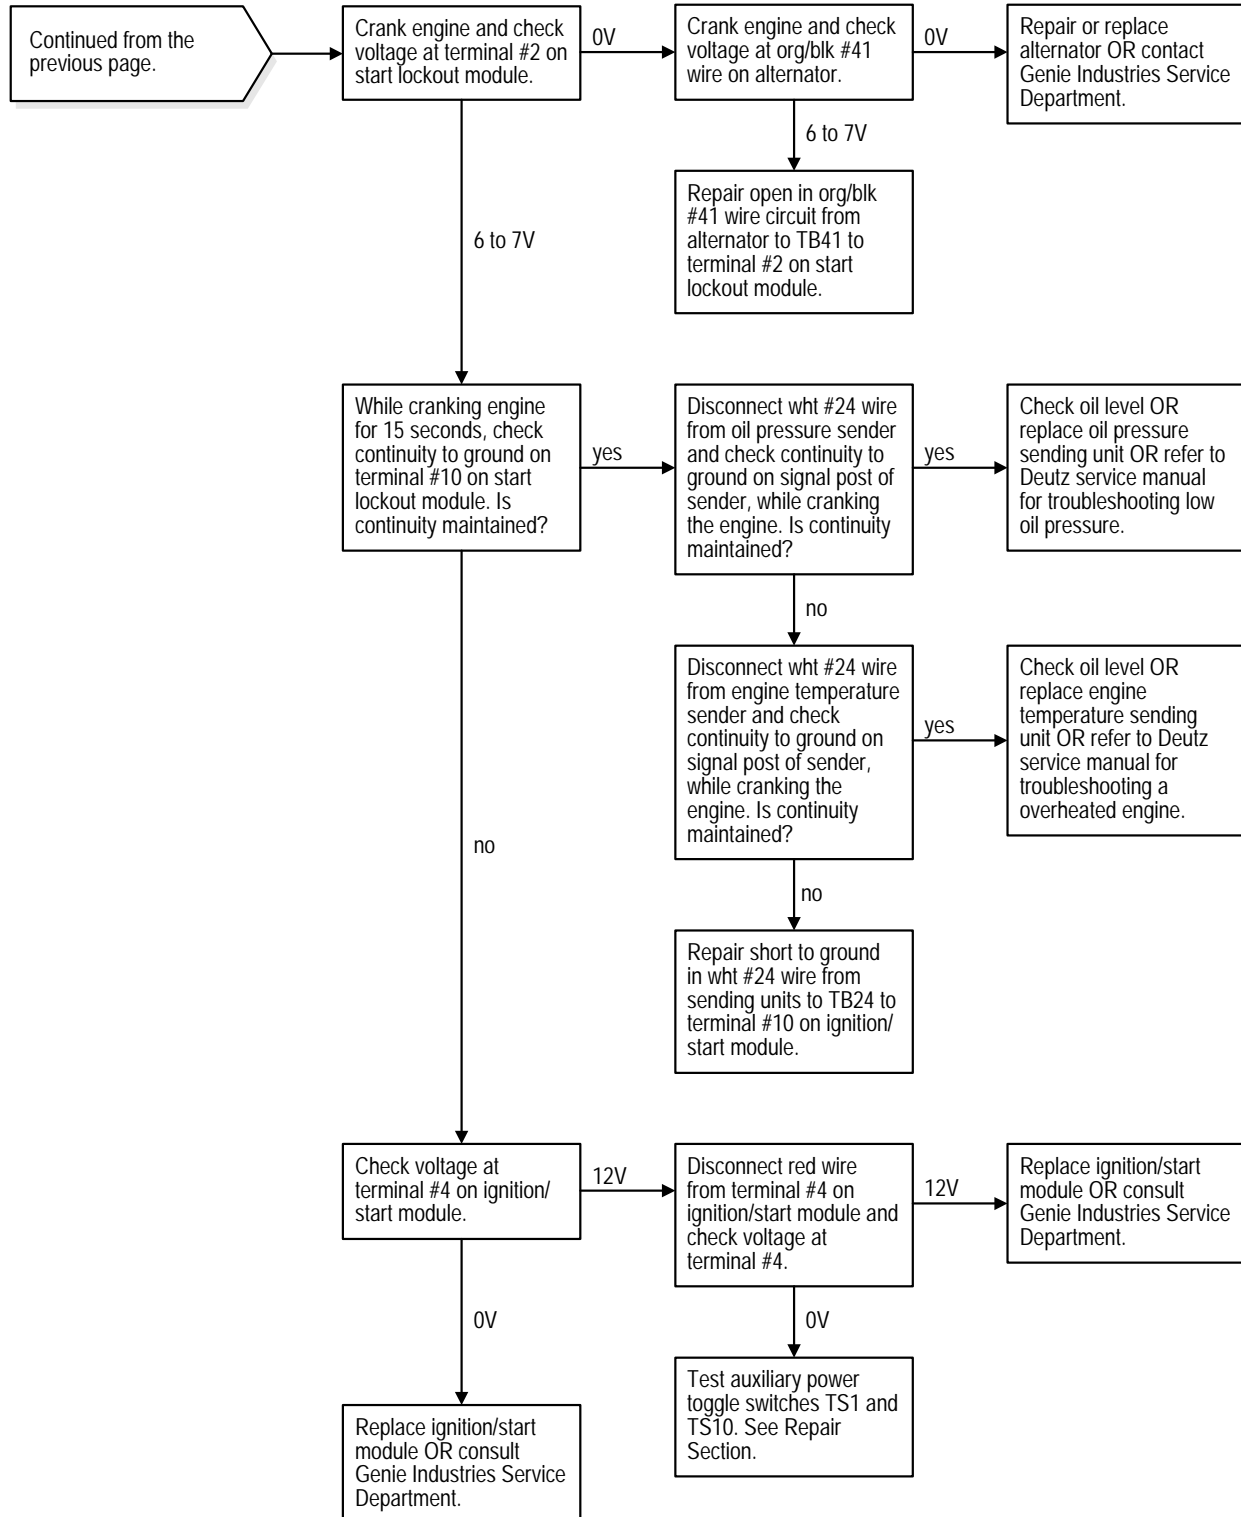 Continued from the
previous page.
Crank engine and check
voltage at terminal #2 on
start lockout module.
0V
Crank engine and check
voltage at org/blk #41
wire on alternator.
0V
Repair or replace
alternator OR contact
Genie Industries Service
Department.
6 to 7V
Repair open in org/blk
#41 wire circuit from
alternator to TB41 to
terminal #2 on start
lockout module.
6 to 7V
While cranking engine
for 15 seconds, check
continuity to ground on
terminal #10 on start
lockout module. Is
continuity maintained?
yes
Disconnect wht #24 wire
from oil pressure sender
and check continuity to
ground on signal post of
sender, while cranking
the engine. Is continuity
maintained?
yes
Check oil level OR
replace oil pressure
sending unit OR refer to
Deutz service manual
for troubleshooting low
oil pressure.
no
Disconnect wht #24 wire
from engine temperature
sender and check
continuity to ground on
signal post of sender,
while cranking the
engine. Is continuity
maintained?
yes
Check oil level OR
replace engine
temperature sending
unit OR refer to Deutz
service manual for
troubleshooting a
overheated engine.
no
no
Repair short to ground
in wht #24 wire from
sending units to TB24 to
terminal #10 on ignition/
start module.
Check voltage at
terminal #4 on ignition/
start module.
12V
Disconnect red wire
from terminal #4 on
ignition/start module and
check voltage at
terminal #4.
12V
Replace ignition/start
module OR consult
Genie Industries Service
Department.
0V
0V
Test auxiliary power
toggle switches TS1 and
TS10. See Repair
Section.
Replace ignition/start
module OR consult
Genie Industries Service
Department.